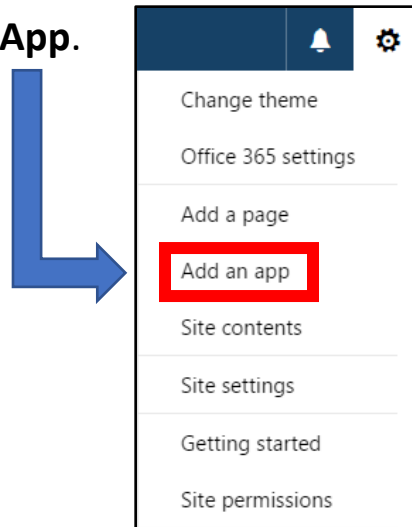 App.
Change theme
Office 365 settings
Add a page
Add an app
Site contents
Site settings
Getting started
Site permissions